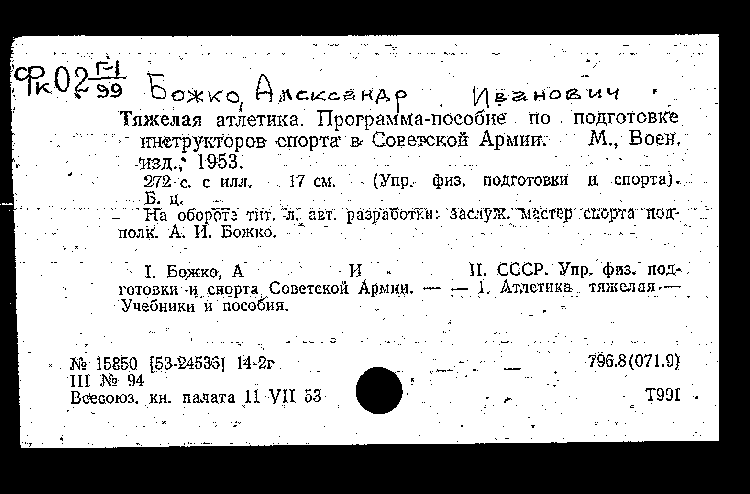 Фк 02 Г-1
99
Божко, Александр Иванович
Тяжелая атлетика. Программа-пособие по подготовке
инструкторов спорта в Советской Армии. М., Воен.
изд., 1953.
272 с. с илл. 17 см. (Упр. физ. подготовки и спорта).
Б. ц.
На обороте тит. л. авт. разработки: заслуж. мастер спорта под-
полк. А. И. Божко.
I. Божко, А И II. СССР. Упр. физ. под-
готовки и спорта Советской Армии. — — 1. Атлетика тяжелая —
Учебники и пособия.
№ 15850 [53-24536] 14-2г 796.8(071.9)
III № 94
Всесоюз. кн. палата 11 VII 53 Т991